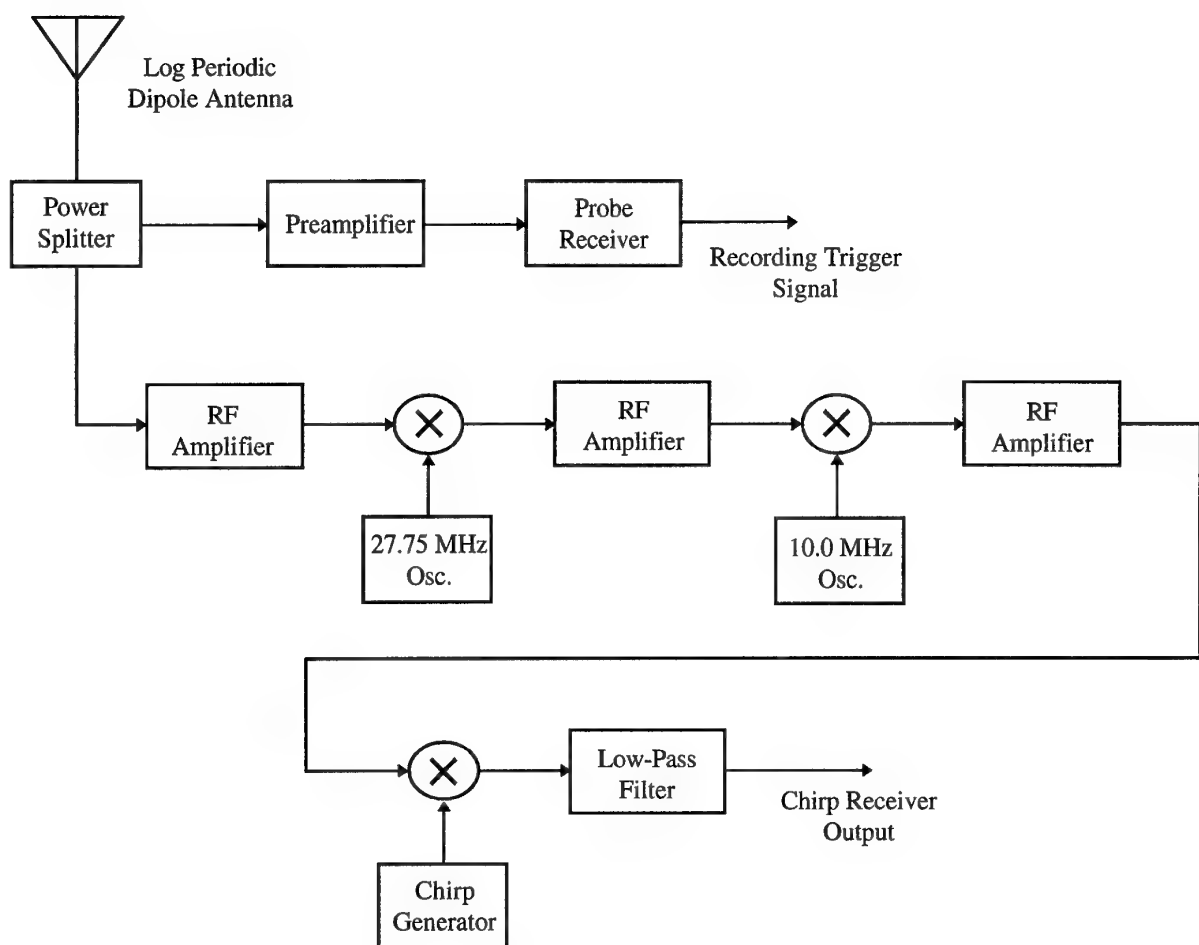 Log Periodic
Dipole Antenna
Power
Splitter
Preamplifier
Probe
Receiver
Recording Trigger
Signal
RF
Amplifier
RF
Amplifier
RF
Amplifier
27.75 MHz
Osc.
10.0 MHz
Osc.
Low-Pass
Filter
Chirp Receiver
Output
Chirp
Generator